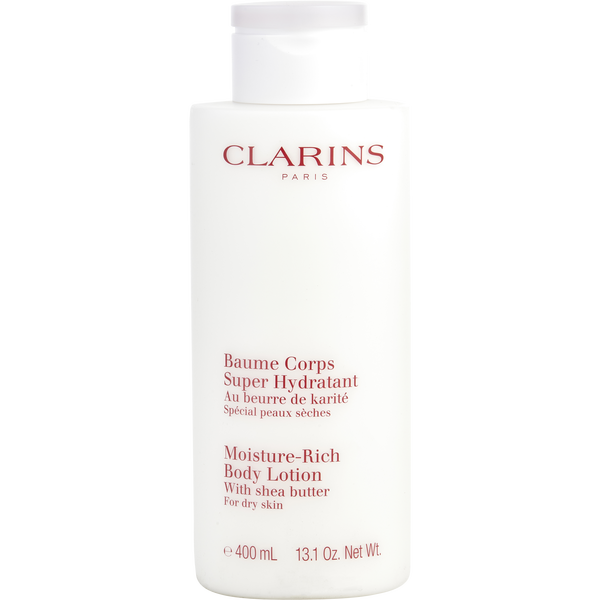 CLARINS
PARIS
Baume Corps
Super Hydratant
Au beurre de karité
Spécial peaux sèches
Moisture-Rich
Body Lotion
With shea butter
For dry skin
℮ 400 mL 13.1 Oz. Net Wt.